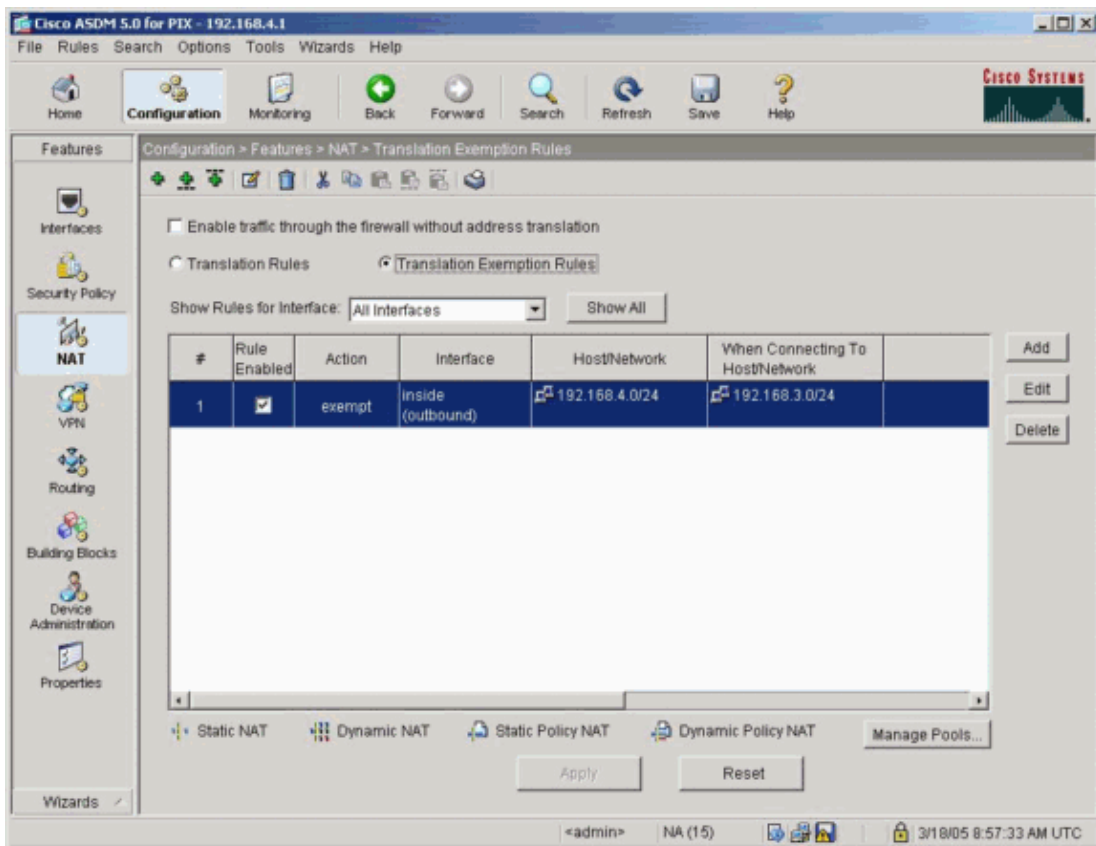 Cisco ASDM 5.0 for PIX - 192.168.4.1
File Rules Search Options Tools Wizards Help
Home Configuration Monitoring Back Forward Search Refresh Save Help
CISCO SYSTEMS
Features
Configuration > Features > NAT > Translation Exemption Rules
Interfaces
Security Policy
NAT
VPN
Routing
Building Blocks
Device Administration
Properties
Wizards
Enable traffic through the firewall without address translation
Translation Rules Translation Exemption Rules
Show Rules for Interface: All Interfaces Show All
# Rule Enabled Action Interface Host/Network When Connecting To Host/Network
1 exempt inside (outbound) 192.168.4.0/24 192.168.3.0/24
Add
Edit
Delete
Static NAT Dynamic NAT Static Policy NAT Dynamic Policy NAT Manage Pools...
Apply Reset
<admin> NA (15) 3/18/05 8:57:33 AM UTC